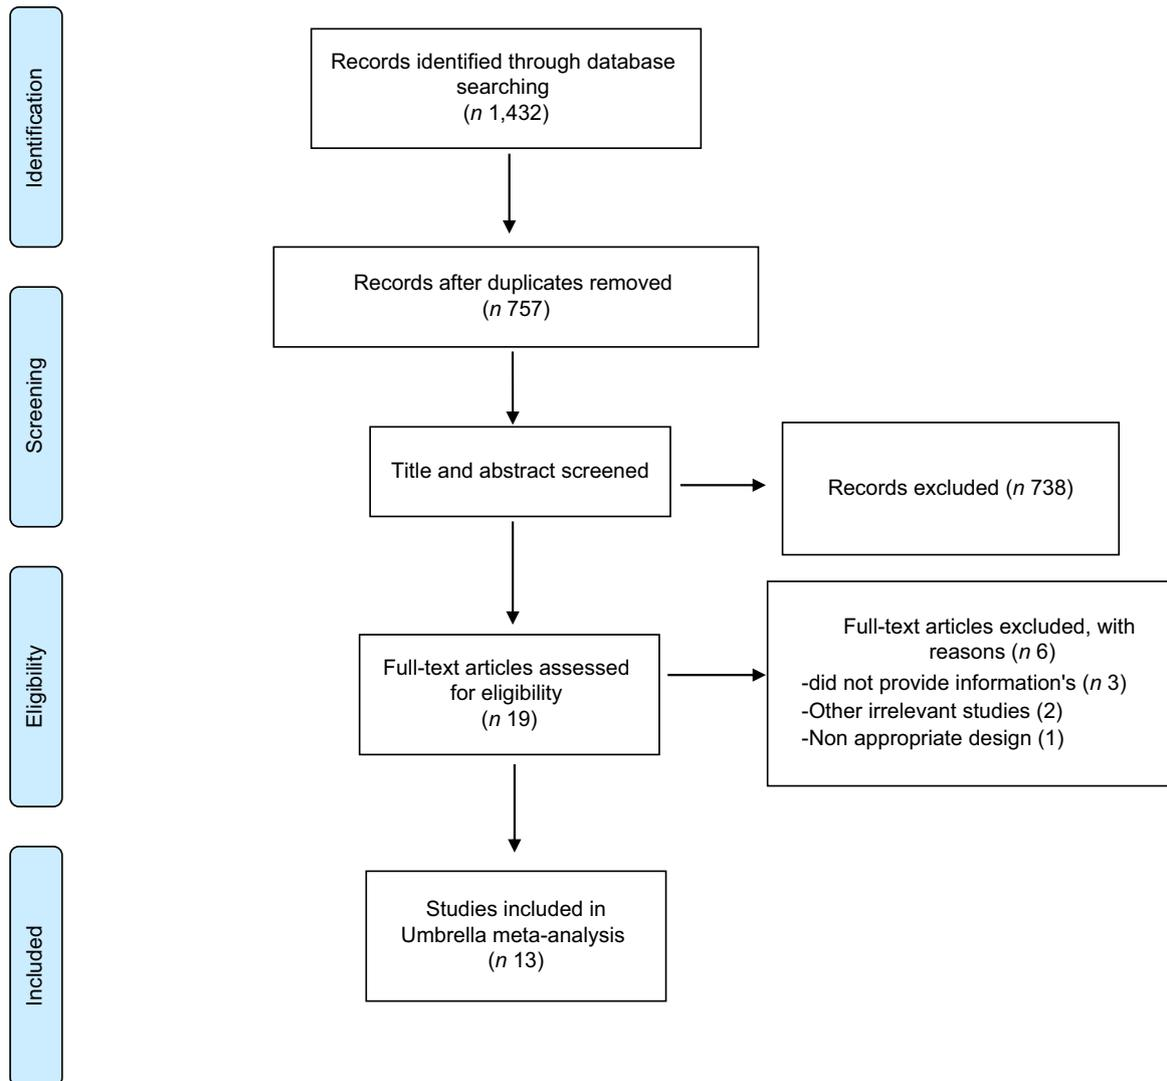 Identification
Records identified through database
searching
(n 1,432)
Records after duplicates removed
(n 757)
Screening
Title and abstract screened
Records excluded (n 738)
Eligibility
Full-text articles assessed
for eligibility
(n 19)
Full-text articles excluded, with
reasons (n 6)
-did not provide information's (n 3)
-Other irrelevant studies (2)
-Non appropriate design (1)
Included
Studies included in
Umbrella meta-analysis
(n 13)